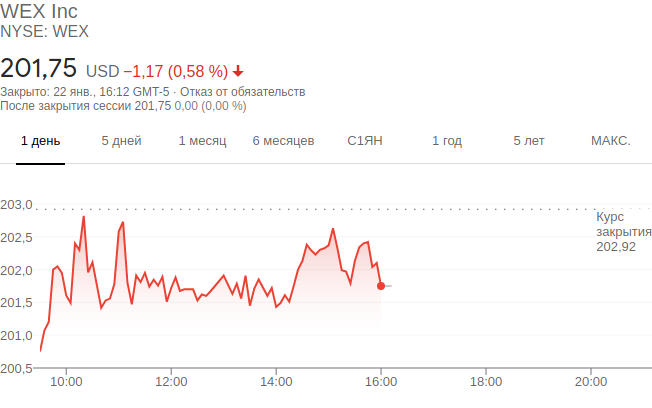 WEX Inc
NYSE: WEX
201,75 USD −1,17 (0,58 %)
Закрыто: 22 янв., 16:12 GMT-5 · Отказ от обязательств
После закрытия сессии 201,75 0,00 (0,00 %)
1 день 5 дней 1 месяц 6 месяцев С1ЯН 1 год 5 лет МАКС.
203,0
Курс
закрытия
202,92
202,5
202,0
201,5
201,0
200,5
10:00 12:00 14:00 16:00 18:00 20:00